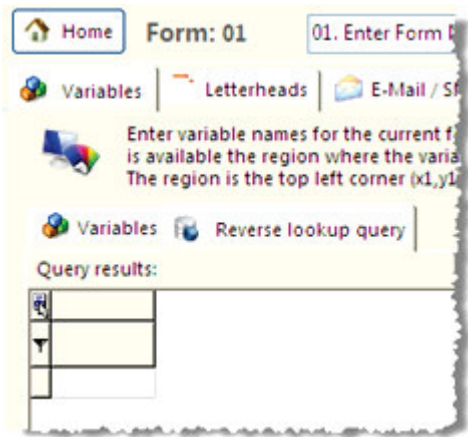 Home Form: 01 01. Enter Form
Variables Letterheads E-Mail /
Enter variable names for the current
is available the region where the
The region is the top left corner (x1,y1
Variables Reverse lookup query
Query results: